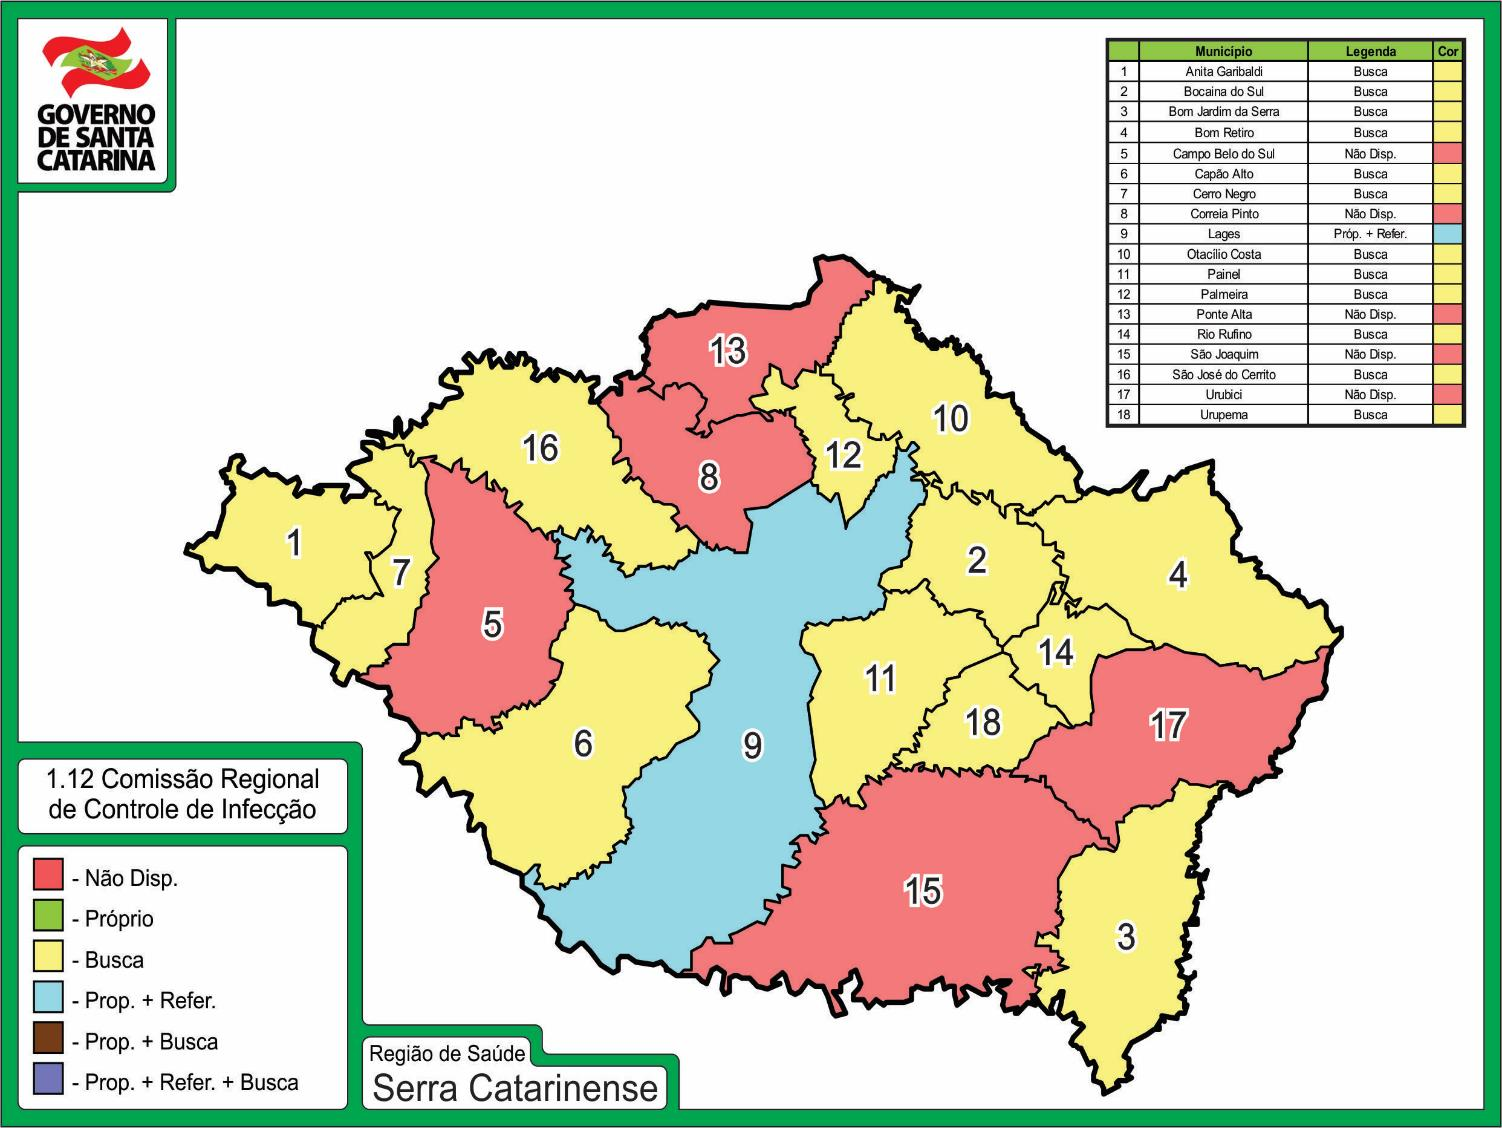 GOVERNO
DE SANTA
CATARINA
Município Legenda Cor
1 Anita Garibaldi Busca
2 Bocaina do Sul Busca
3 Bom Jardim da Serra Busca
4 Bom Retiro Busca
5 Campo Belo do Sul Não Disp.
6 Capão Alto Busca
7 Cerro Negro Busca
8 Correia Pinto Não Disp.
9 Lages Próp. + Refer.
10 Otacílio Costa Busca
11 Painel Busca
12 Palmeira Busca
13 Ponte Alta Não Disp.
14 Rio Rufino Busca
15 São Joaquim Não Disp.
16 São José do Cerrito Busca
17 Urubici Não Disp.
18 Urupema Busca
13
10
16
12
8
1
2
7
4
5
14
11
18
17
6
9
15
3
1.12 Comissão Regional
de Controle de Infecção
- Não Disp.
- Próprio
- Busca
- Prop. + Refer.
- Prop. + Busca
- Prop. + Refer. + Busca
Região de Saúde
Serra Catarinense